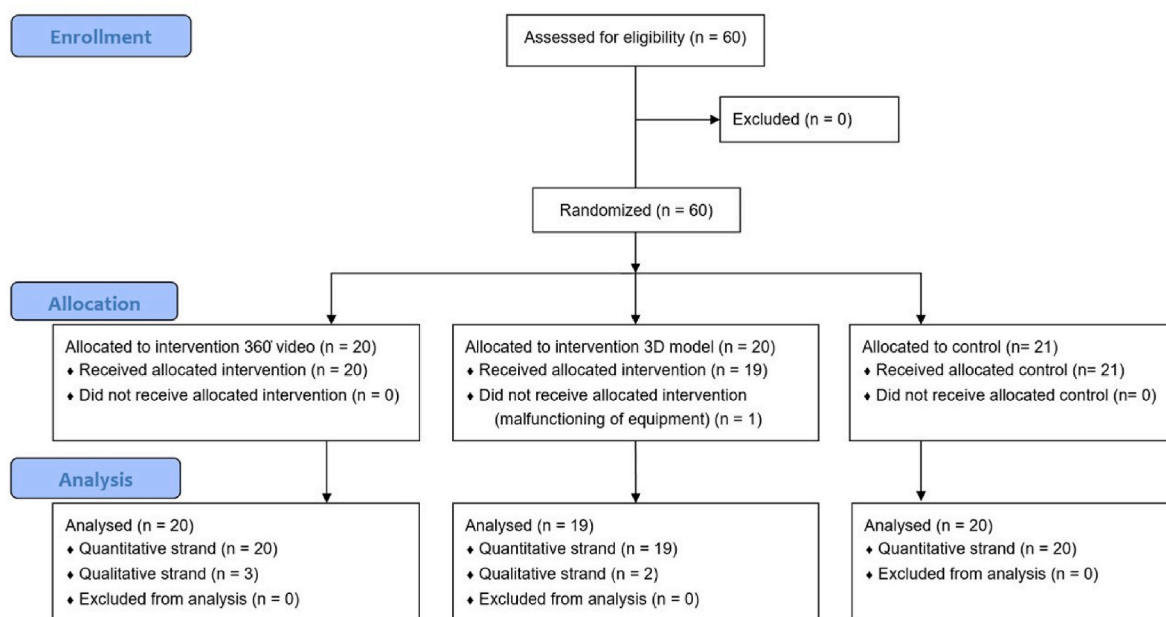 Enrollment
Assessed for eligibility (n = 60)
Excluded (n = 0)
Randomized (n = 60)
Allocation
Allocated to intervention 360̊ video (n = 20)
♦ Received allocated intervention (n = 20)
♦ Did not receive allocated intervention (n = 0)
Allocated to intervention 3D model (n = 20)
♦ Received allocated intervention (n = 19)
♦ Did not receive allocated intervention
(malfunctioning of equipment) (n = 1)
Allocated to control (n= 21)
♦ Received allocated control (n= 21)
♦ Did not receive allocated control (n= 0)
Analysis
Analysed (n = 20)
♦ Quantitative strand (n = 20)
♦ Qualitative strand (n = 3)
♦ Excluded from analysis (n = 0)
Analysed (n = 19)
♦ Quantitative strand (n = 19)
♦ Qualitative strand (n = 2)
♦ Excluded from analysis (n = 0)
Analysed (n = 20)
♦ Quantitative strand (n = 20)
♦ Excluded from analysis (n = 0)